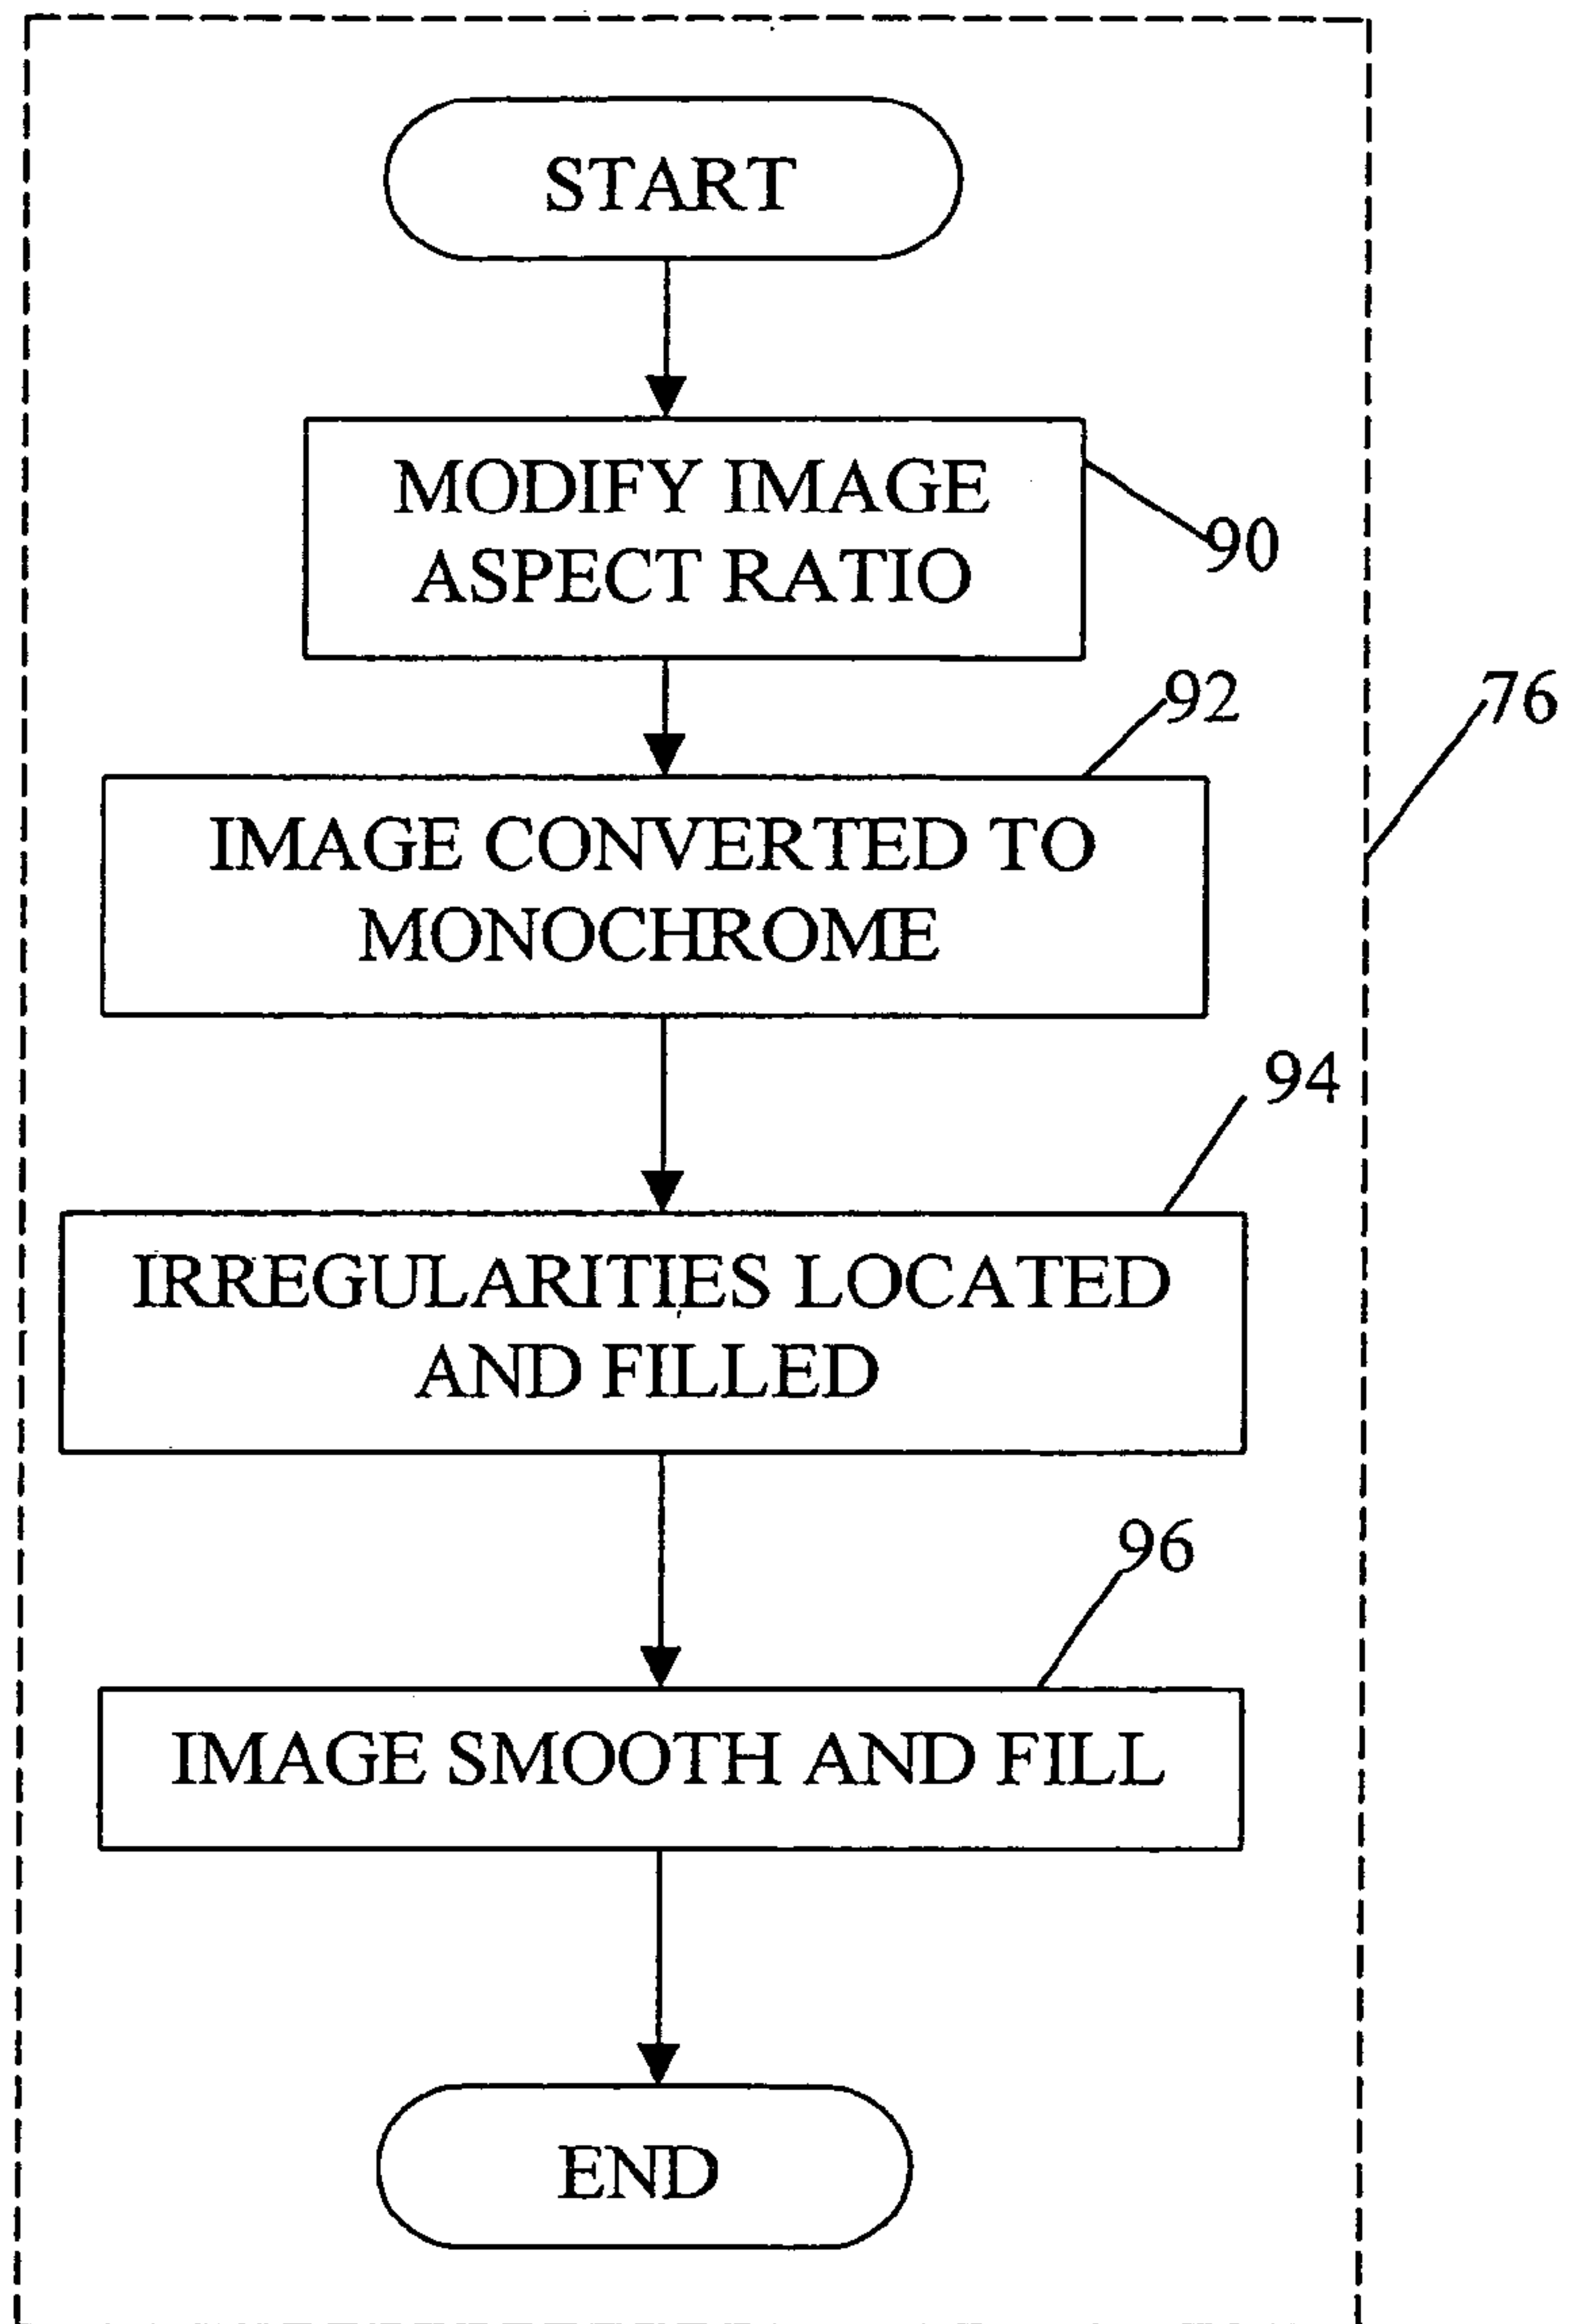 START
MODIFY IMAGE
ASPECT RATIO
90
92
76
IMAGE CONVERTED TO
MONOCHROME
94
IRREGULARITIES LOCATED
AND FILLED
96
IMAGE SMOOTH AND FILL
END